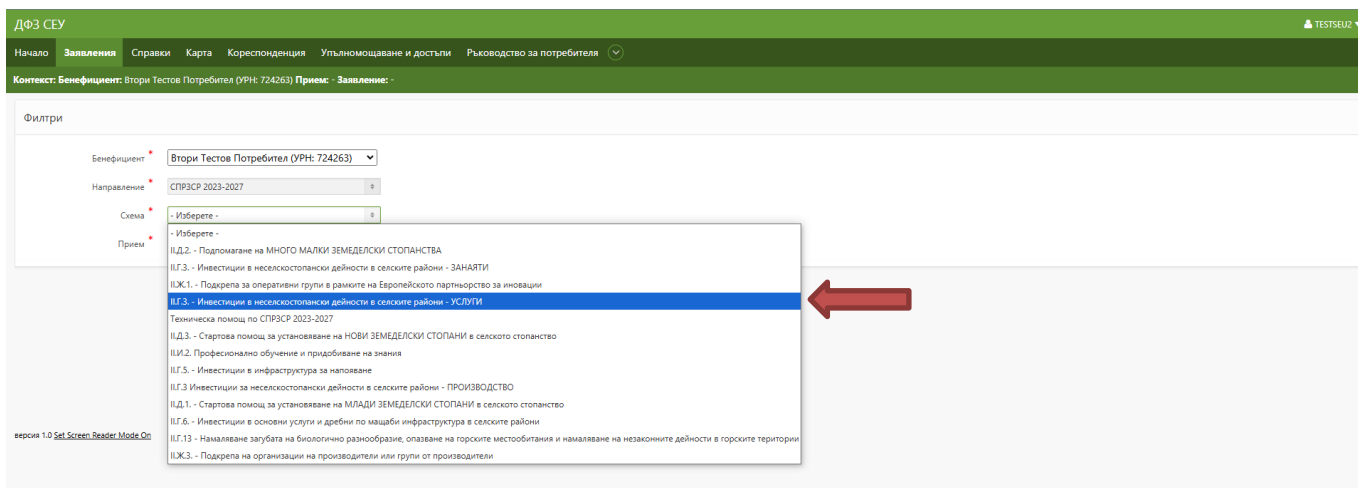 ДФЗ СЕУ
TESTSEU2
Начало Заявления Справки Карта Кореспонденция Упълномощаване и достъпи Ръководство за потребителя
Контекст: Бенефициент: Втори Тестов Потребител (УРН: 724263) Прием: - Заявление: -
Филтри
Бенефициент * Втори Тестов Потребител (УРН: 724263)
Направление * СПРЗСР 2023-2027
Схема * - Изберете -
Прием *
- Изберете -
II.Д.2. - Подпомагане на МНОГО МАЛКИ ЗЕМЕДЕЛСКИ СТОПАНСТВА
II.Г.3. - Инвестиции в неселскостопански дейности в селските райони - ЗАНАЯТИ
II.Ж.1. - Подкрепа за оперативни групи в рамките на Европейското партньорство за иновации
II.Г.3. - Инвестиции в неселскостопански дейности в селските райони - УСЛУГИ
Техническа помощ по СПРЗСР 2023-2027
II.Д.3. - Стартова помощ за установяване на НОВИ ЗЕМЕДЕЛСКИ СТОПАНИ в селското стопанство
II.И.2. Професионално обучение и придобиване на знания
II.Г.5. - Инвестиции в инфраструктура за напояване
II.Г.3 Инвестиции за неселскостопански дейности в селските райони - ПРОИЗВОДСТВО
II.Д.1. - Стартова помощ за установяване на МЛАДИ ЗЕМЕДЕЛСКИ СТОПАНИ в селското стопанство
II.Г.6. - Инвестиции в основни услуги и дребни по мащаби инфраструктура в селските райони
II.Г.13 - Намаляване загубата на биологично разнообразие, опазване на горските местообитания и намаляване на незаконните дейности в горските територии
II.Ж.3. - Подкрепа на организации на производители или групи от производители
версия 1.0 Set Screen Reader Mode On